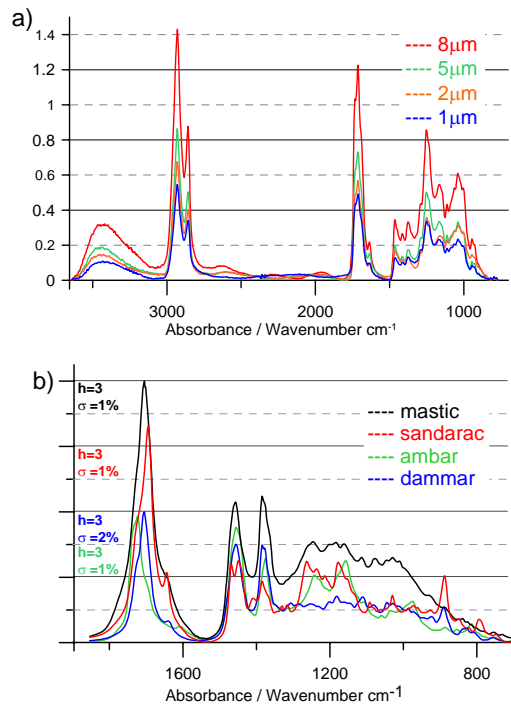 a)
1.4
1.2
1
0.8
0.6
0.4
0.2
0
8μm
5μm
2μm
1μm
3000 2000 1000
Absorbance / Wavenumber cm-1
b)
h=3
σ=1%
h=3
σ=1%
h=3
σ=2%
h=3
σ=1%
mastic
sandarac
ambar
dammar
1600 1400 1200 1000 800
Absorbance / Wavenumber cm-1